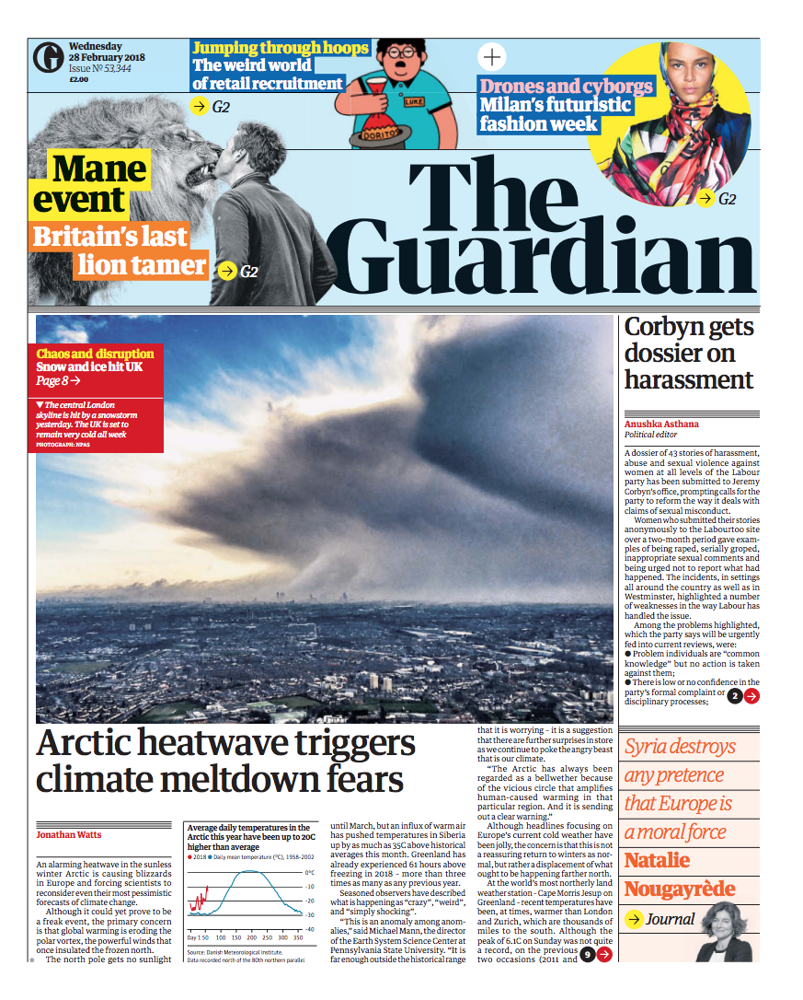 Wednesday
28 February 2018
Issue № 53,344
£2.00
Jumping through hoops
The weird world
of retail recruitment
G2
LUKE
DORITOS
Drones and cyborgs
Milan's futuristic
fashion week
G2
Mane
event
Britain's last
lion tamer
G2
The
Guardian
Chaos and disruption
Snow and ice hit UK
Page 8
The central London
skyline is hit by a snowstorm
yesterday. The UK is set to
remain very cold all week
PHOTOGRAPH: NPAS
Arctic heatwave triggers
climate meltdown fears
Jonathan Watts
An alarming heatwave in the sunless
winter Arctic is causing blizzards
in Europe and forcing scientists to
reconsider even their most pessimistic
forecasts of climate change.
Although it could yet prove to be
a freak event, the primary concern
is that global warming is eroding the
polar vortex, the powerful winds that
once insulated the frozen north.
The north pole gets no sunlight
Average daily temperatures in the
Arctic this year have been up to 20C
higher than average
2018 Daily mean temperature (°C), 1958-2002
0°C
-10
-20
-30
-40
Day 1 50 100 150 200 250 300 350
Source: Danish Meteorological Institute.
Data recorded north of the 80th northern parallel
until March, but an influx of warm air
has pushed temperatures in Siberia
up by as much as 35C above historical
averages this month. Greenland has
already experienced 61 hours above
freezing in 2018 – more than three
times as many as any previous year.
Seasoned observers have described
what is happening as "crazy", "weird",
and "simply shocking".
"This is an anomaly among anom-
alies," said Michael Mann, the director
of the Earth System Science Center at
Pennsylvania State University. "It is
far enough outside the historical range
that it is worrying – it is a suggestion
that there are further surprises in store
as we continue to poke the angry beast
that is our climate.
"The Arctic has always been
regarded as a bellwether because
of the vicious circle that amplifies
human-caused warming in that
particular region. And it is sending
out a clear warning."
Although headlines focusing on
Europe's current cold weather have
been jolly, the concern is that this is not
a reassuring return to winters as nor-
mal, but rather a displacement of what
ought to be happening farther north.
At the world's most northerly land
weather station – Cape Morris Jesup on
Greenland – recent temperatures have
been, at times, warmer than London
and Zurich, which are thousands of
miles to the south. Although the
peak of 6.1C on Sunday was not quite
a record, on the previous
two occasions (2011 and
9
Corbyn gets
dossier on
harassment
Anushka Asthana
Political editor
A dossier of 43 stories of harassment,
abuse and sexual violence against
women at all levels of the Labour
party has been submitted to Jeremy
Corbyn's office, prompting calls for the
party to reform the way it deals with
claims of sexual misconduct.
Women who submitted their stories
anonymously to the Labourtoo site
over a two-month period gave exam-
ples of being raped, serially groped,
inappropriate sexual comments and
being urged not to report what had
happened. The incidents, in settings
all around the country as well as in
Westminster, highlighted a number
of weaknesses in the way Labour has
handled the issue.
Among the problems highlighted,
which the party says will be urgently
fed into current reviews, were:
● Problem individuals are "common
knowledge" but no action is taken
against them;
● There is low or no confidence in the
party's formal complaint or
disciplinary processes;
2
Syria destroys
any pretence
that Europe is
a moral force
Natalie
Nougayrède
Journal